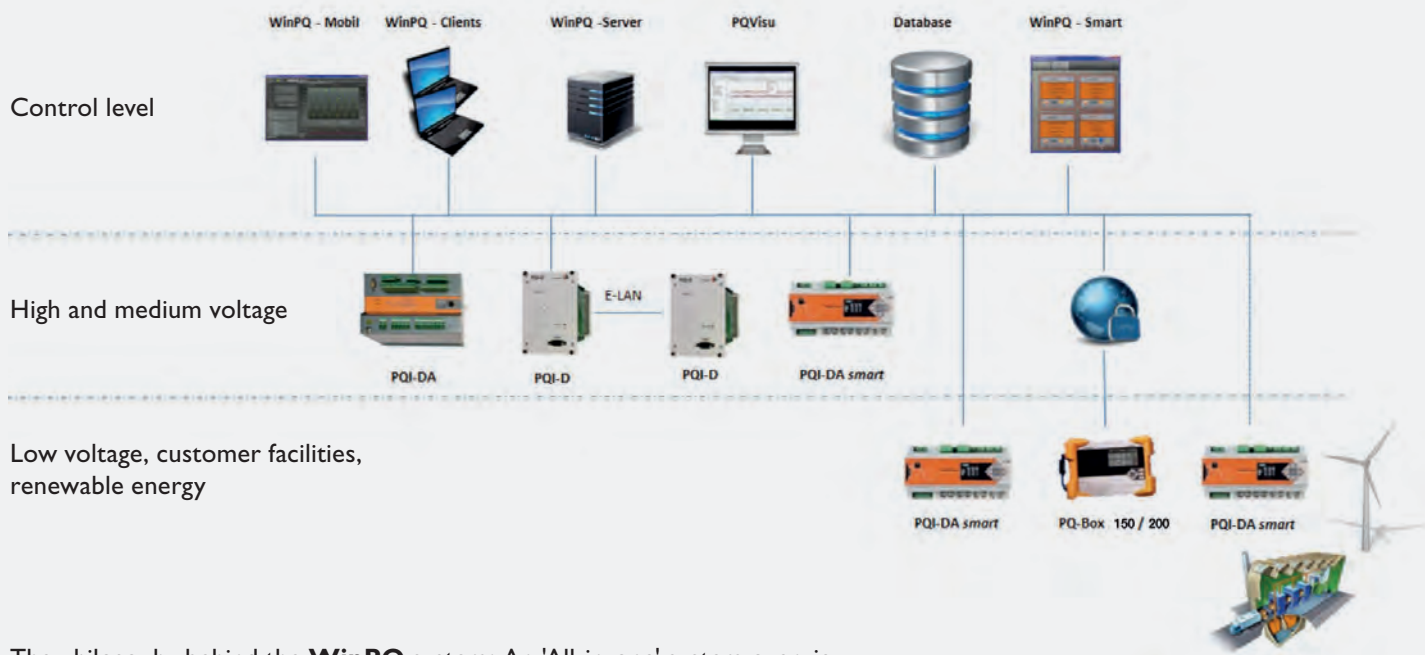 WinPQ - Mobil WinPQ - Clients WinPQ -Server PQVisu Database WinPQ - Smart
Control level
High and medium voltage
E-LAN
PQI-DA PQI-D PQI-D PQI-DA smart
Low voltage, customer facilities,
renewable energy
PQI-DA smart PQ-Box 150 / 200 PQI-DA smart